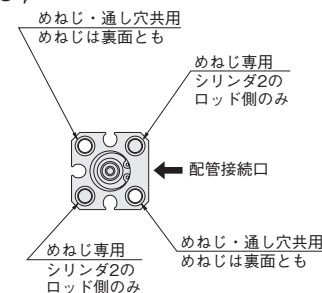 めねじ・通し穴共用
めねじは裏面とも
めねじ専用
シリンダ2の
ロッド側のみ
配管接続口
めねじ専用
シリンダ2の
ロッド側のみ
めねじ・通し穴共用
めねじは裏面とも